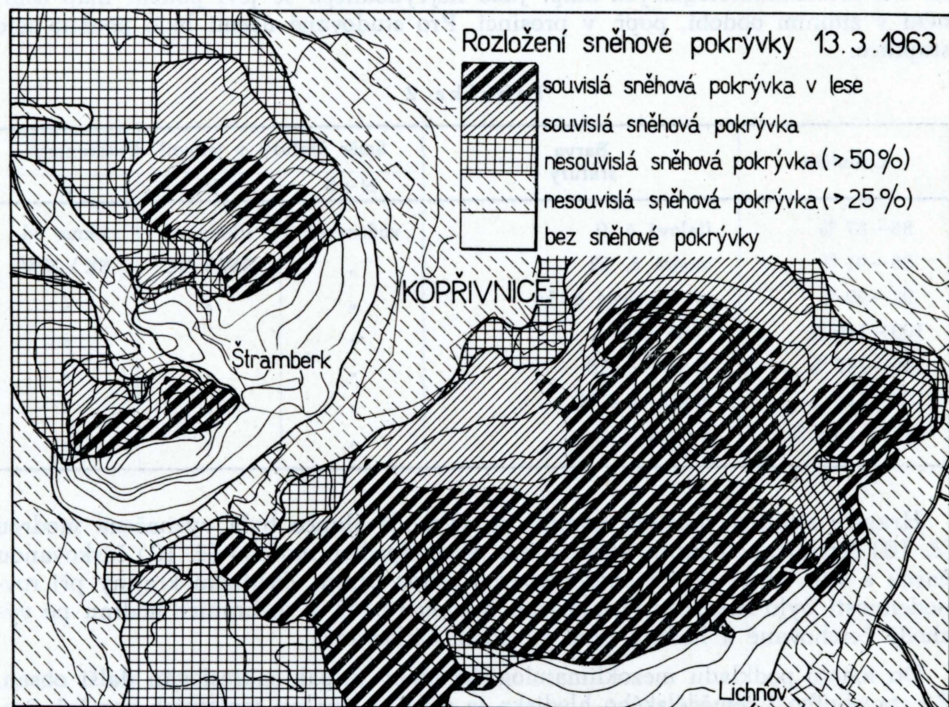 Rozložení sněhové pokrývky 13.3.1963
souvislá sněhová pokrývka v lese
souvislá sněhová pokrývka
nesouvislá sněhová pokrývka (>50%)
nesouvislá sněhová pokrývka (>25%)
bez sněhové pokrývky
KOPŘIVNICE
Štramberk
Lichnov